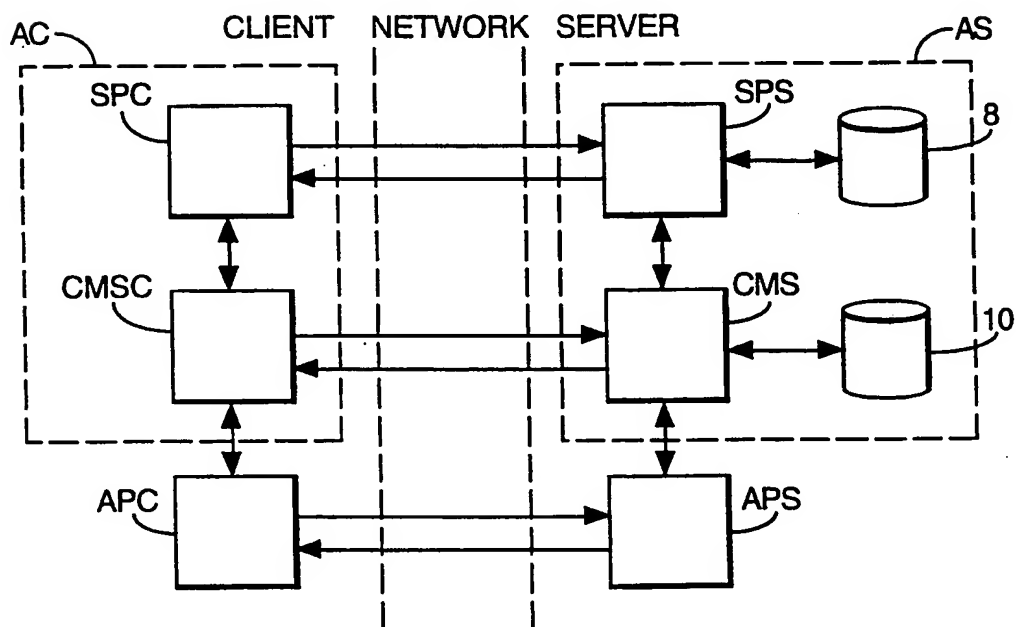 AC CLIENT NETWORK SERVER AS
SPC SPS 8
CMSC CMS 10
APC APS